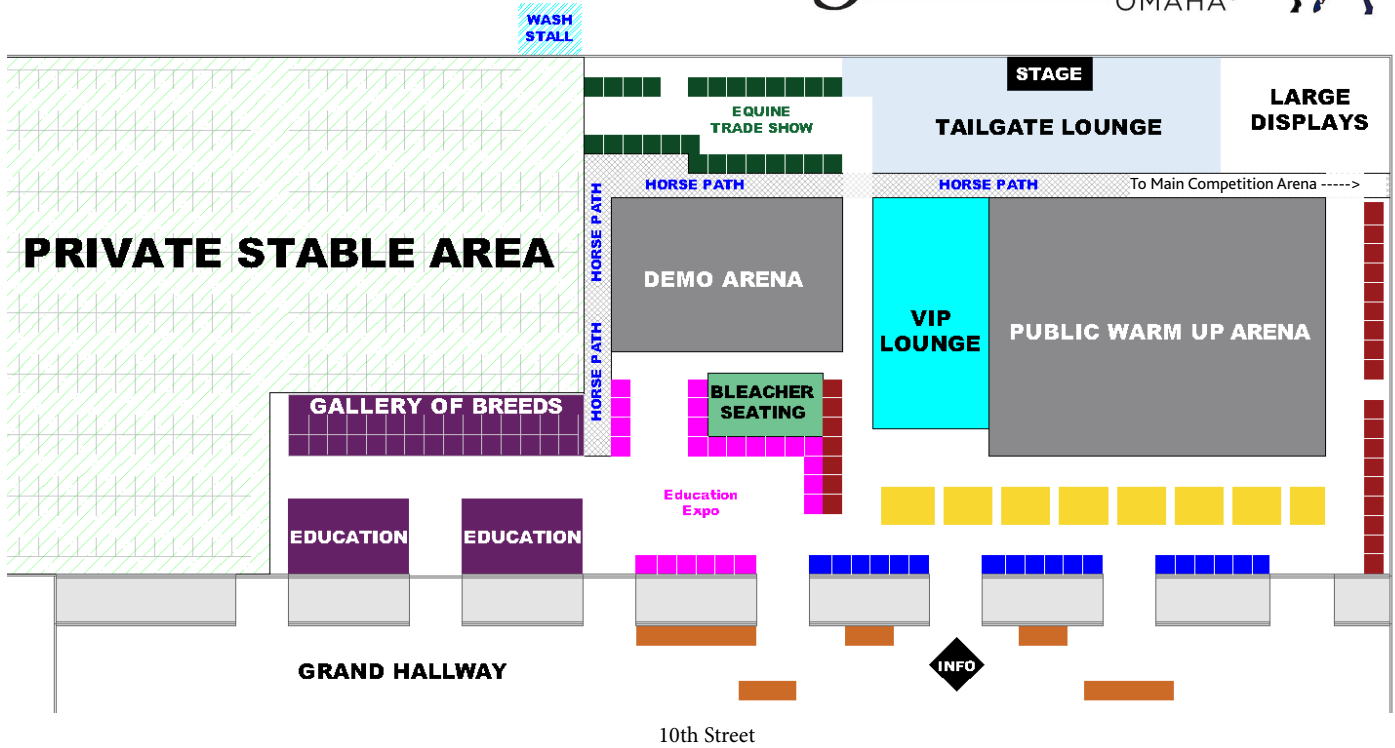 OMAHA
WASH
STALL
STAGE
LARGE
DISPLAYS
EQUINE
TRADE SHOW
TAILGATE LOUNGE
HORSE PATH
HORSE PATH
To Main Competition Arena ----->
HORSE PATH
PRIVATE STABLE AREA
DEMO ARENA
VIP
LOUNGE
PUBLIC WARM UP ARENA
HORSE PATH
GALLERY OF BREEDS
BLEACHER
SEATING
Education
Expo
EDUCATION
EDUCATION
GRAND HALLWAY
INFO
10th Street